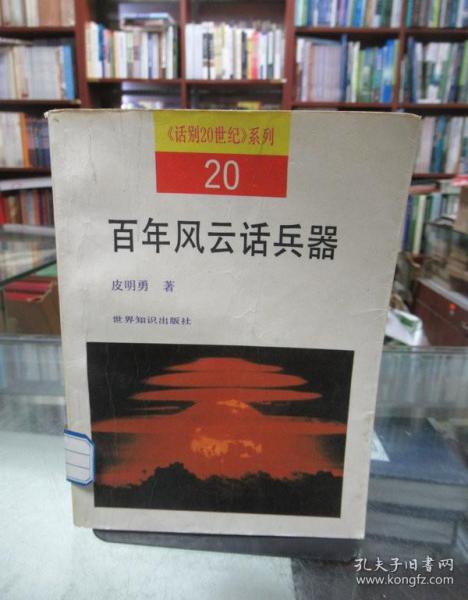 《话别20世纪》系列
20
百年风云话兵器
皮明勇 著
世界知识出版社
孔夫子旧书网
www.kongfz.com